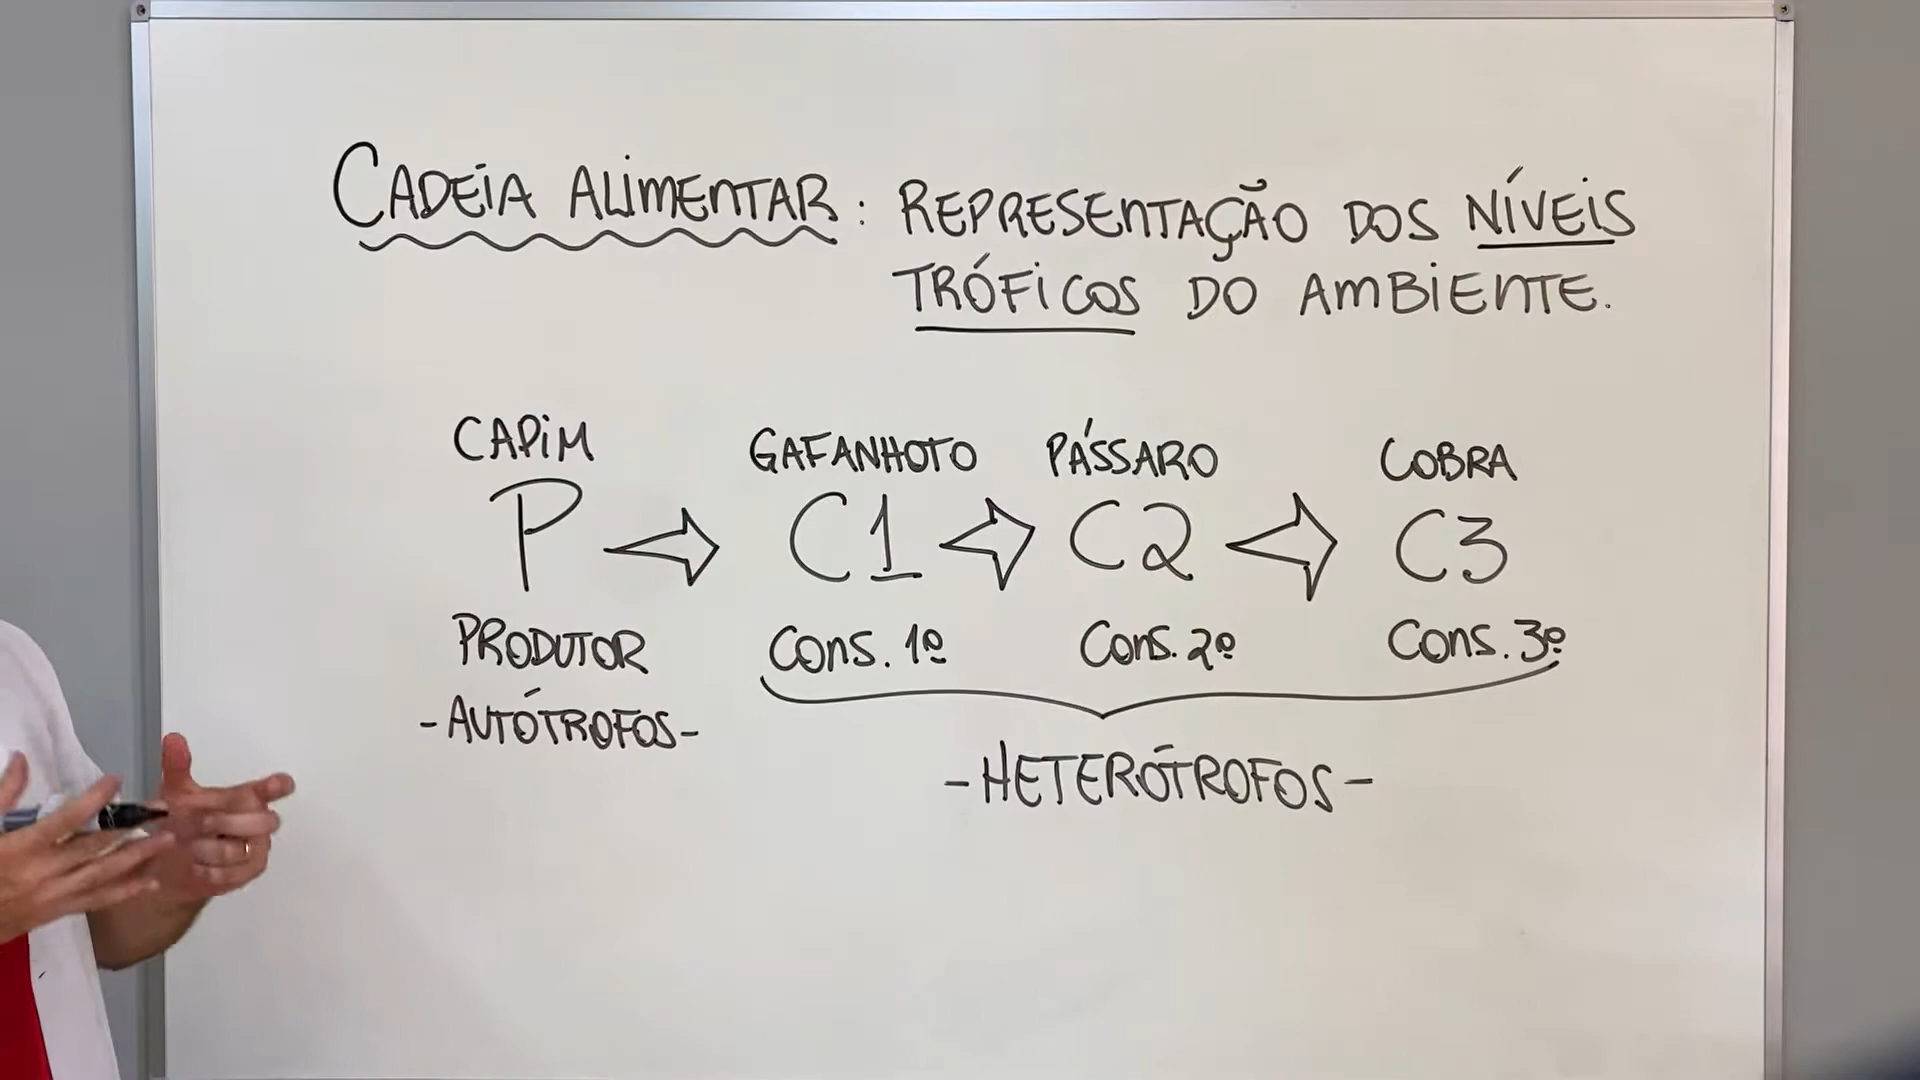 CADEIA ALIMENTAR: REPRESENTAÇÃO DOS NÍVEIS
TRÓFICOS DO AMBIENTE.
CAPIM GAFANHOTO PÁSSARO COBRA
P C1 C2 C3
PRODUTOR Cons. 1º Cons. 2º Cons. 3º
-AUTÓTROFOS-
-HETERÓTROFOS-